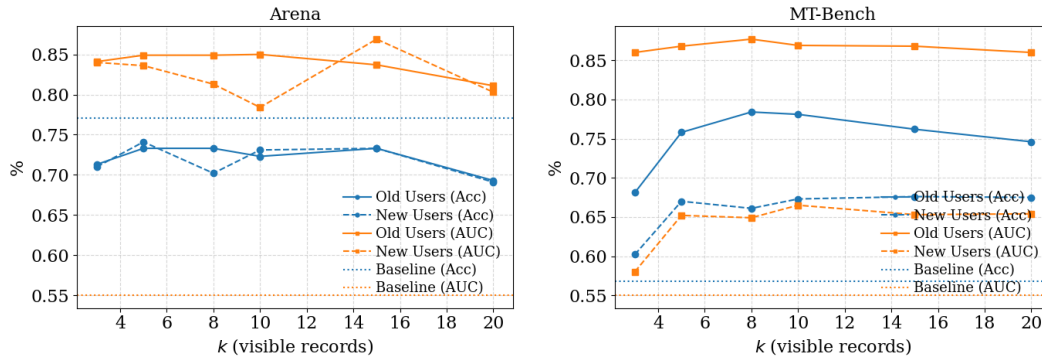 Arena
%
0.85
0.80
0.75
0.70
0.65
0.60
0.55
4
6
8
10
12
14
16
18
20
k (visible records)
Old Users (Acc)
New Users (Acc)
Old Users (AUC)
New Users (AUC)
Baseline (Acc)
Baseline (AUC)
MT-Bench
%
0.85
0.80
0.75
0.70
0.65
0.60
0.55
4
6
8
10
12
14
16
18
20
k (visible records)
Old Users (Acc)
New Users (Acc)
Old Users (AUC)
New Users (AUC)
Baseline (Acc)
Baseline (AUC)